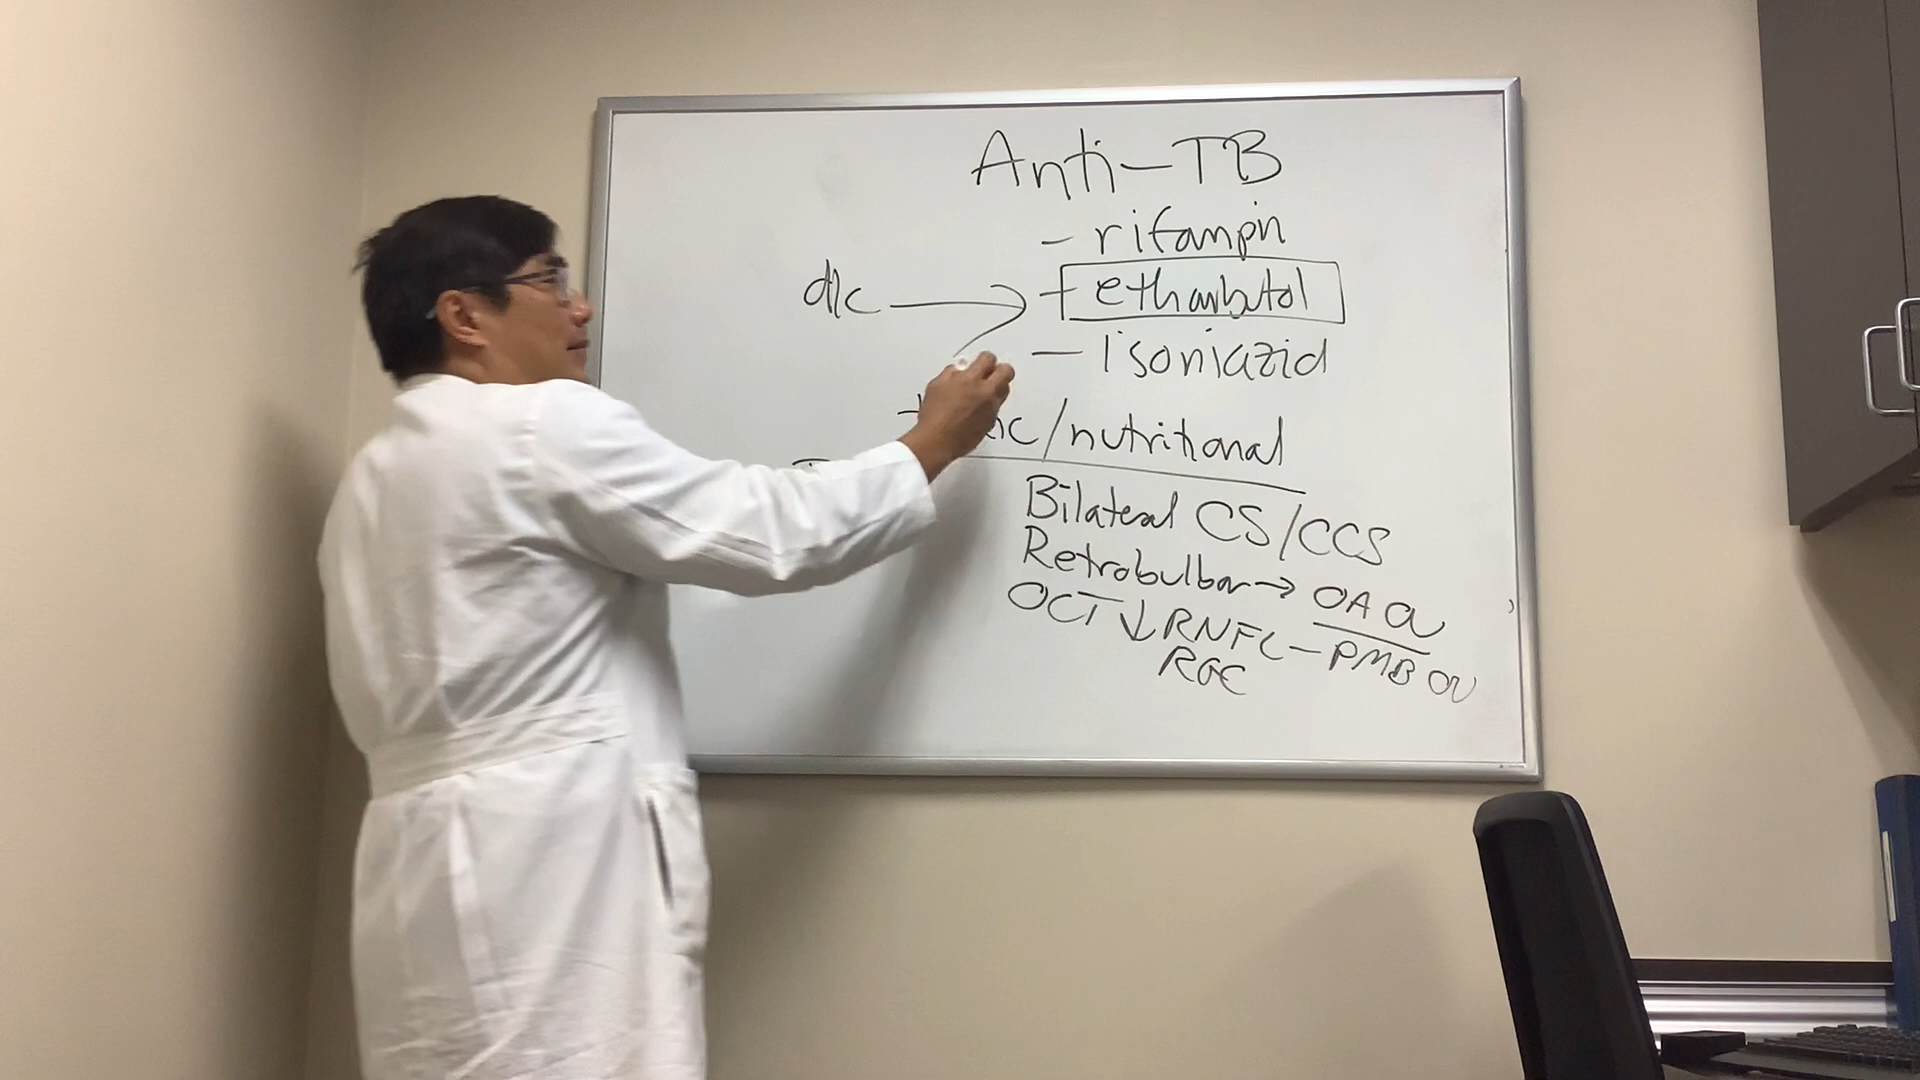 Anti-TB
- rifampin
d/c → - ethambutol
- isoniazid
/nutritional
Bilateral CS/CCS
Retrobulbar → OA OU
OCT ↓ RNFL - PMB OU
RGC